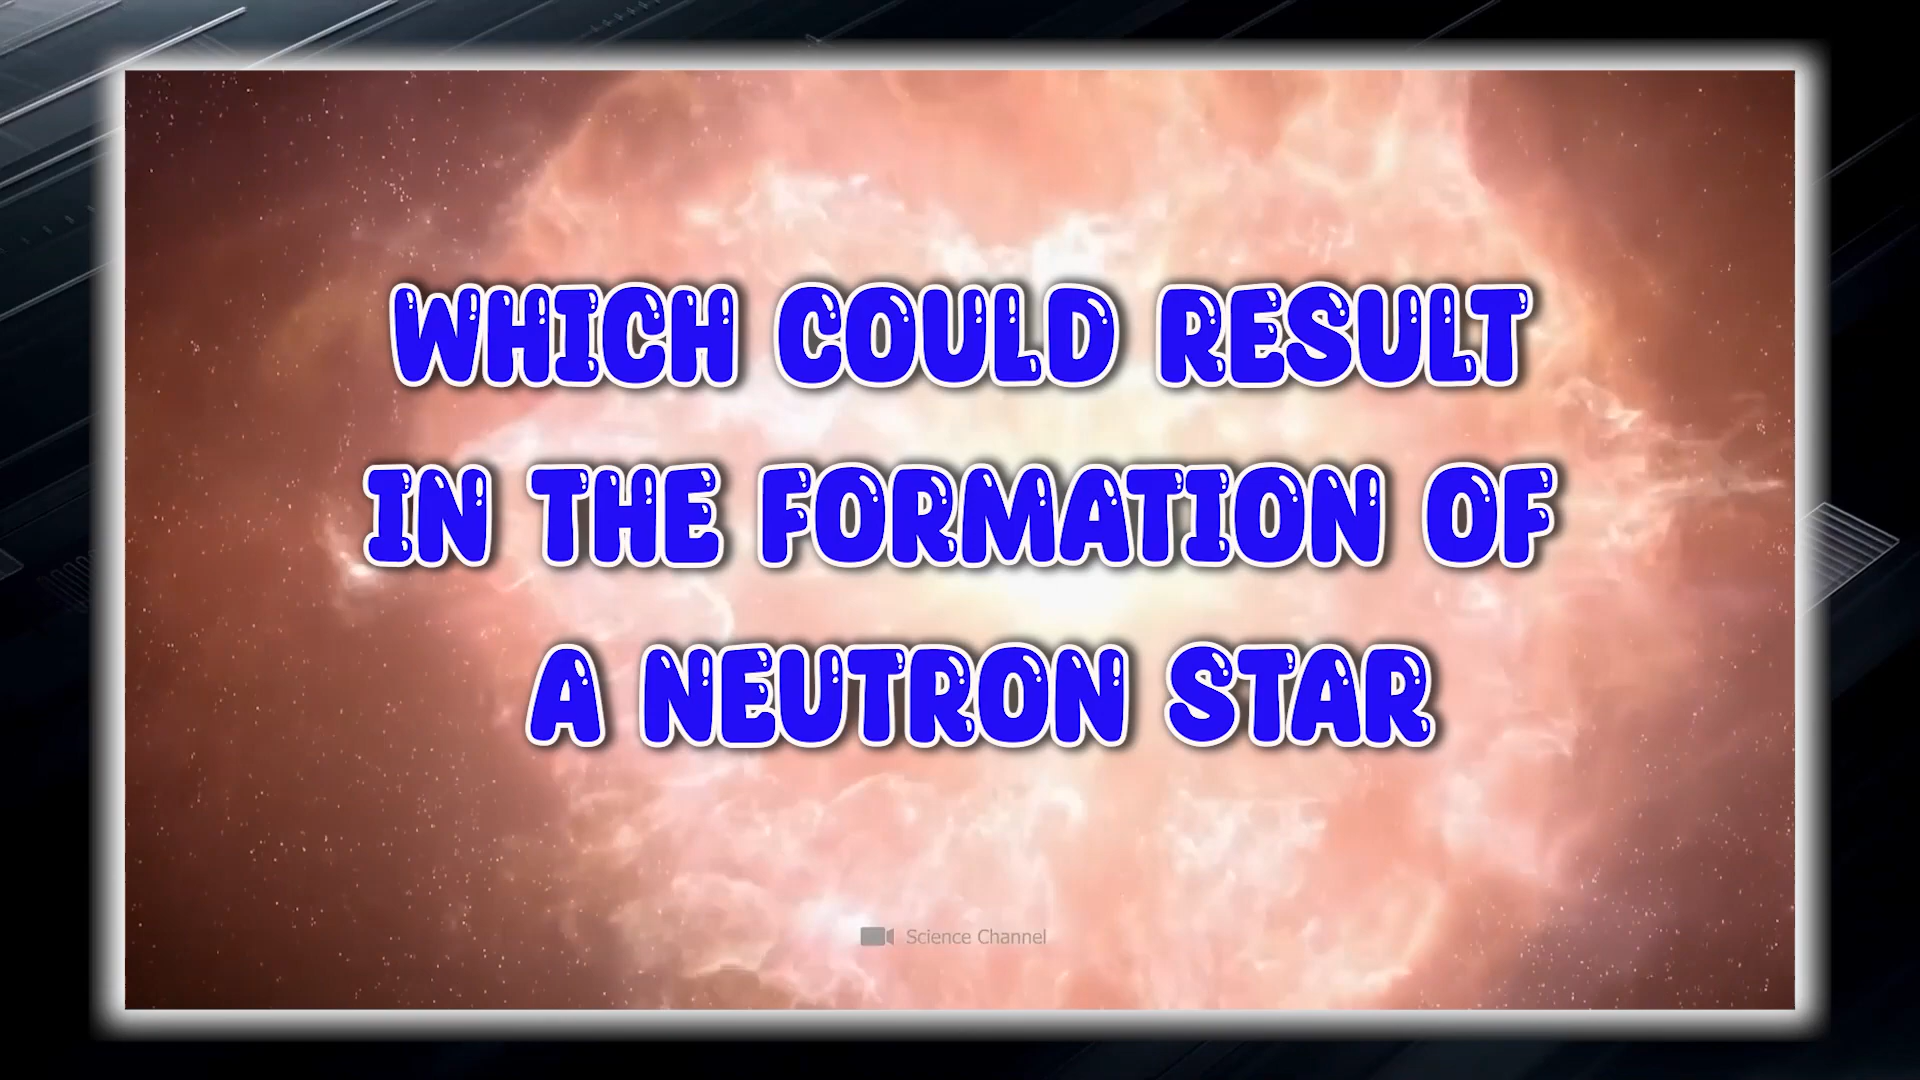 WHICH COULD RESULT
IN THE FORMATION OF
A NEUTRON STAR
Science Channel